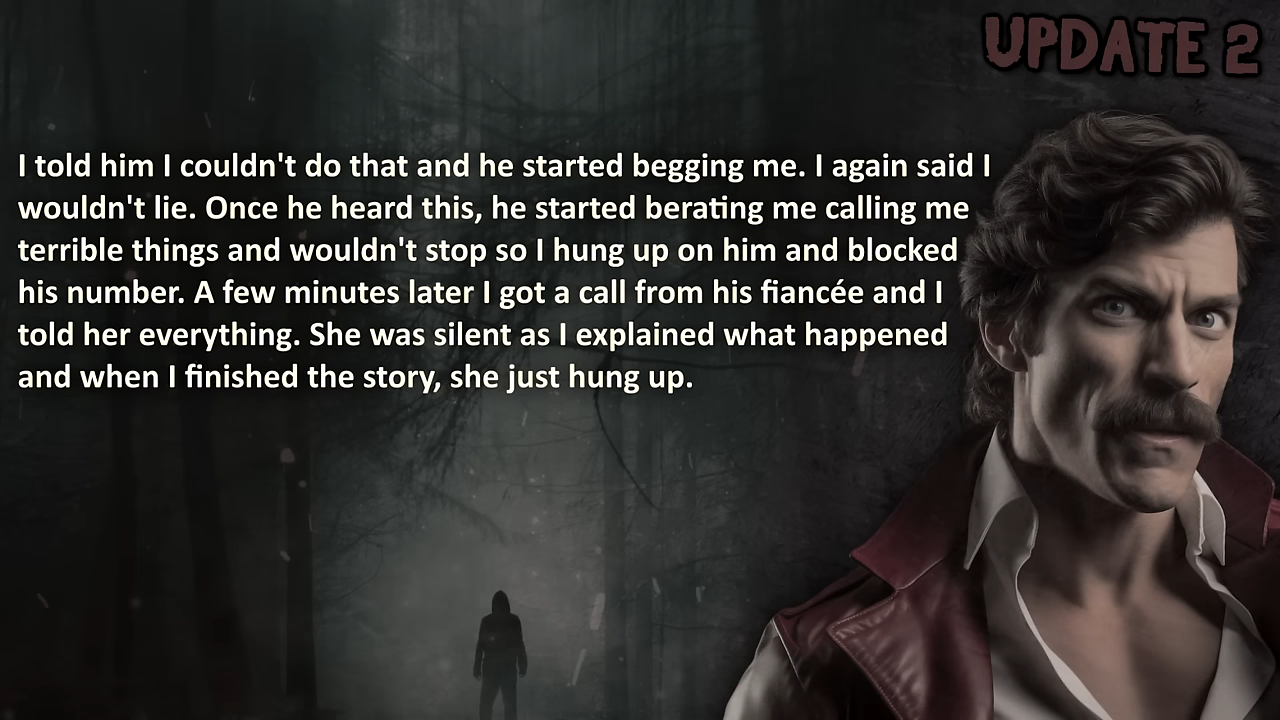 UPDATE 2
I told him I couldn't do that and he started begging me. I again said I
wouldn't lie. Once he heard this, he started berating me calling me
terrible things and wouldn't stop so I hung up on him and blocked
his number. A few minutes later I got a call from his fiancée and I
told her everything. She was silent as I explained what happened
and when I finished the story, she just hung up.